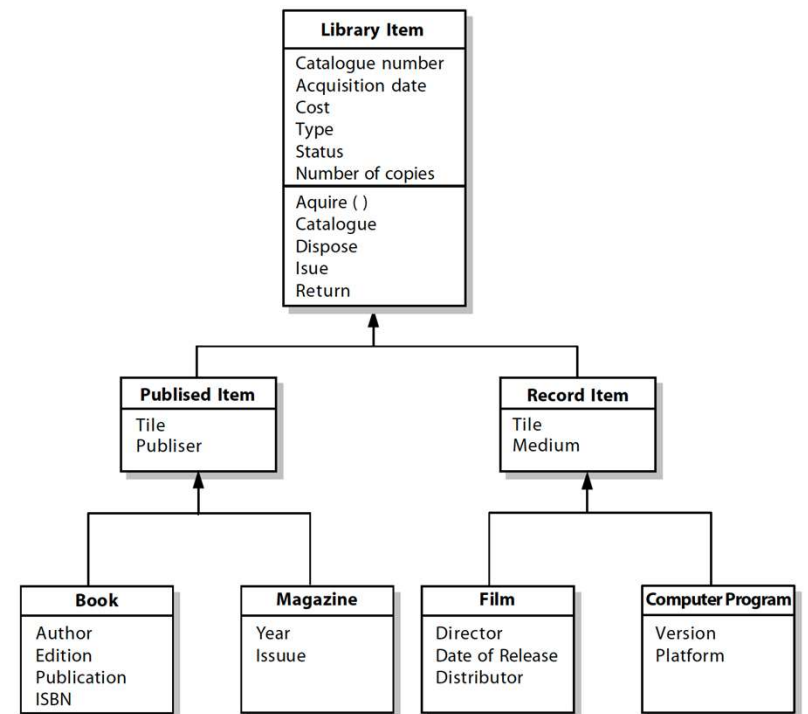 Library Item
Catalogue number
Acquisition date
Cost
Type
Status
Number of copies
Aquire ( )
Catalogue
Dispose
Isue
Return
Publised Item
Tile
Publiser
Record Item
Tile
Medium
Book
Author
Edition
Publication
ISBN
Magazine
Year
Issuue
Film
Director
Date of Release
Distributor
Computer Program
Version
Platform